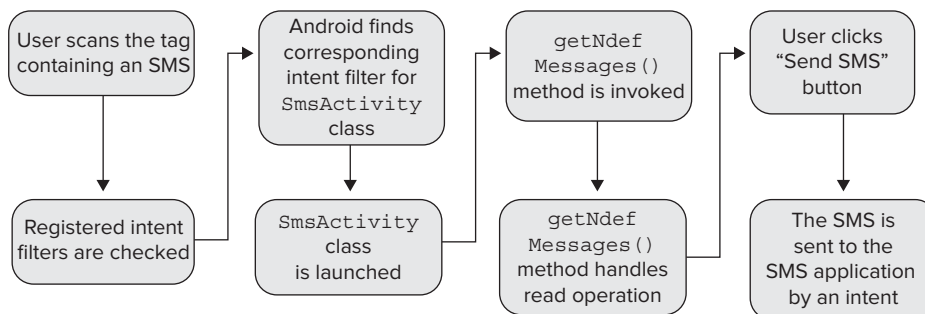 User scans the tag
containing an SMS
Registered intent
filters are checked
Android finds
corresponding
intent filter for
SmsActivity
class
SmsActivity
class
is launched
getNdef
Messages()
method is invoked
getNdef
Messages()
method handles
read operation
User clicks
“Send SMS”
button
The SMS is
sent to the
SMS application
by an intent